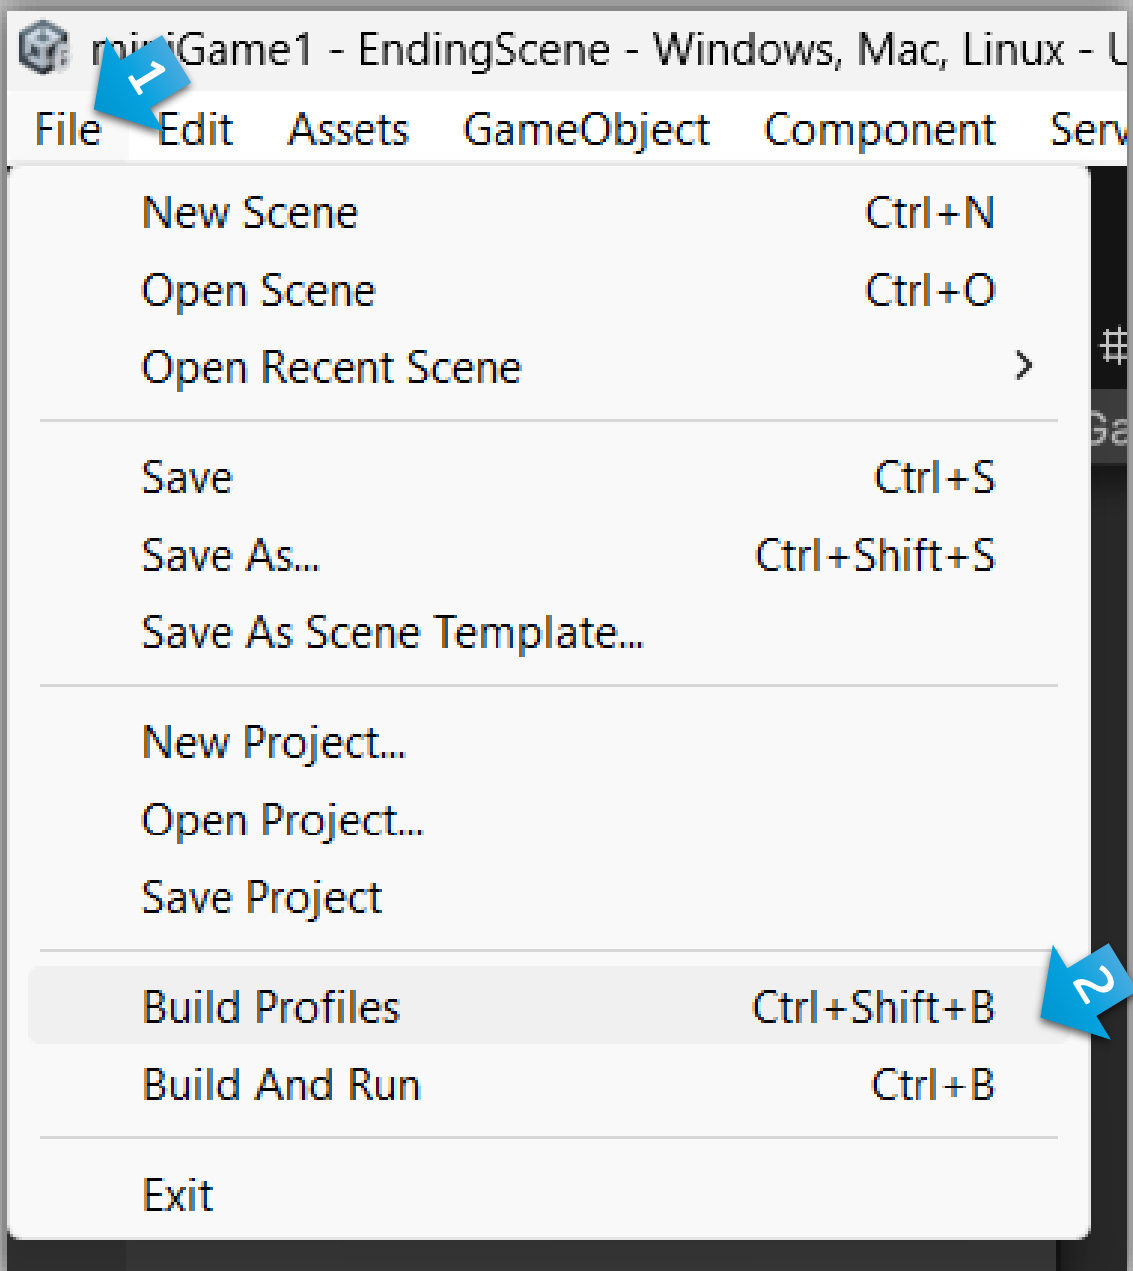 miniGame1 - EndingScene - Windows, Mac, Linux - U
1
File Edit Assets GameObject Component Serv
New Scene Ctrl+N
Open Scene Ctrl+O
#
Open Recent Scene >
Ga
Save Ctrl+S
Save As... Ctrl+Shift+S
Save As Scene Template...
New Project...
Open Project...
Save Project
Build Profiles Ctrl+Shift+B 2
Build And Run Ctrl+B
Exit